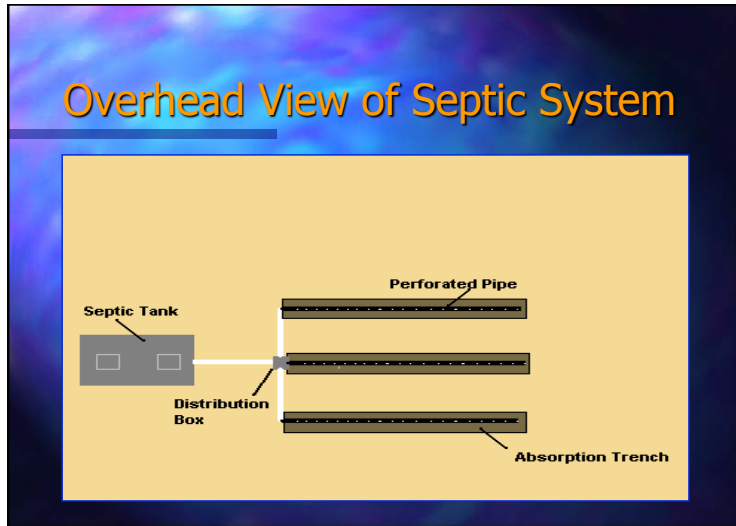 Overhead View of Septic System
Perforated Pipe
Septic Tank
Distribution
Box
Absorption Trench